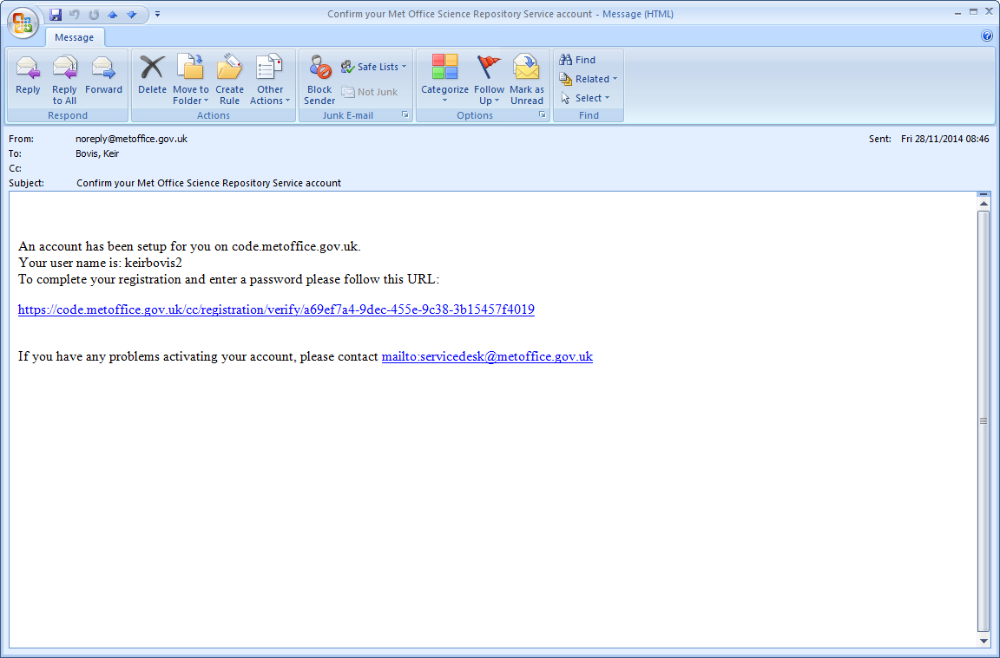 Confirm your Met Office Science Repository Service account - Message (HTML)
Message
Reply
Reply to All
Forward
Respond
Delete
Move to Folder
Create Rule
Other Actions
Actions
Block Sender
Safe Lists
Not Junk
Junk E-mail
Categorize
Follow Up
Mark as Unread
Options
Find
Related
Select
Find
From: noreply@metoffice.gov.uk Sent: Fri 28/11/2014 08:46
To: Bovis, Keir
Cc:
Subject: Confirm your Met Office Science Repository Service account
An account has been setup for you on code.metoffice.gov.uk.
Your user name is: keirbovis2
To complete your registration and enter a password please follow this URL:
https://code.metoffice.gov.uk/cc/registration/verify/a69ef7a4-9dec-455e-9c38-3b15457f4019
If you have any problems activating your account, please contact mailto:servicedesk@metoffice.gov.uk